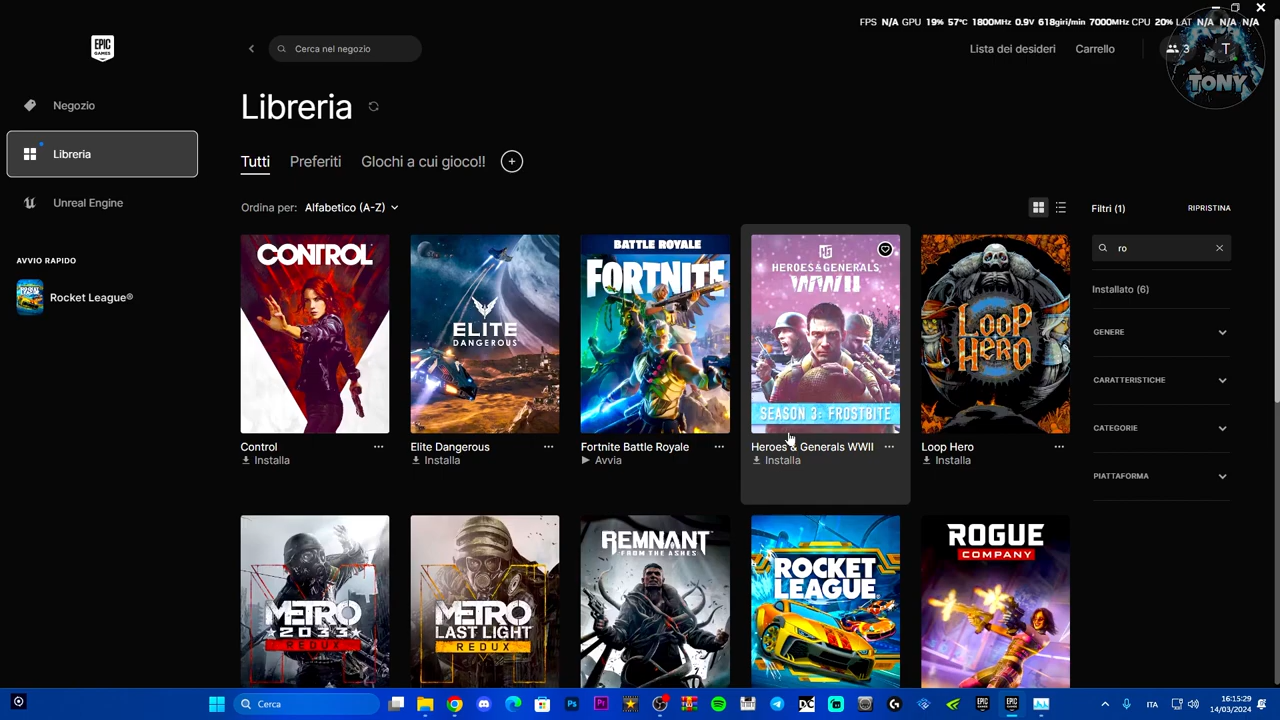 FPS N/A GPU 19% 57°C 1800MHz 0.9V 618giri/min 7000MHz CPU 20% LAT N/A N/A N/A
EPIC
GAMES
Cerca nel negozio
Lista dei desideri
Carrello
3
T
TONY
Negozio
Libreria
Unreal Engine
AVVIO RAPIDO
Rocket League®
Libreria
Tutti
Preferiti
Giochi a cui gioco!!
Ordina per: Alfabetico (A-Z)
Filtri (1)
RIPRISTINA
ro
Installato (6)
GENERE
CARATTERISTICHE
CATEGORIE
PIATTAFORMA
CONTROL
ELITE
DANGEROUS
BATTLE ROYALE
FORTNITE
HEROES & GENERALS
WWII
SEASON 3: FROSTBITE
LOOP
HERO
Control
Installa
Elite Dangerous
Installa
Fortnite Battle Royale
Avvia
Heroes & Generals WWII
Installa
Loop Hero
Installa
METRO
2033
REDUX
METRO
LAST LIGHT
REDUX
REMNANT
FROM THE ASHES
ROCKET
LEAGUE
ROGUE
COMPANY
Cerca
Ps
Pr
DC
ITA
16:15:29
14/03/2024